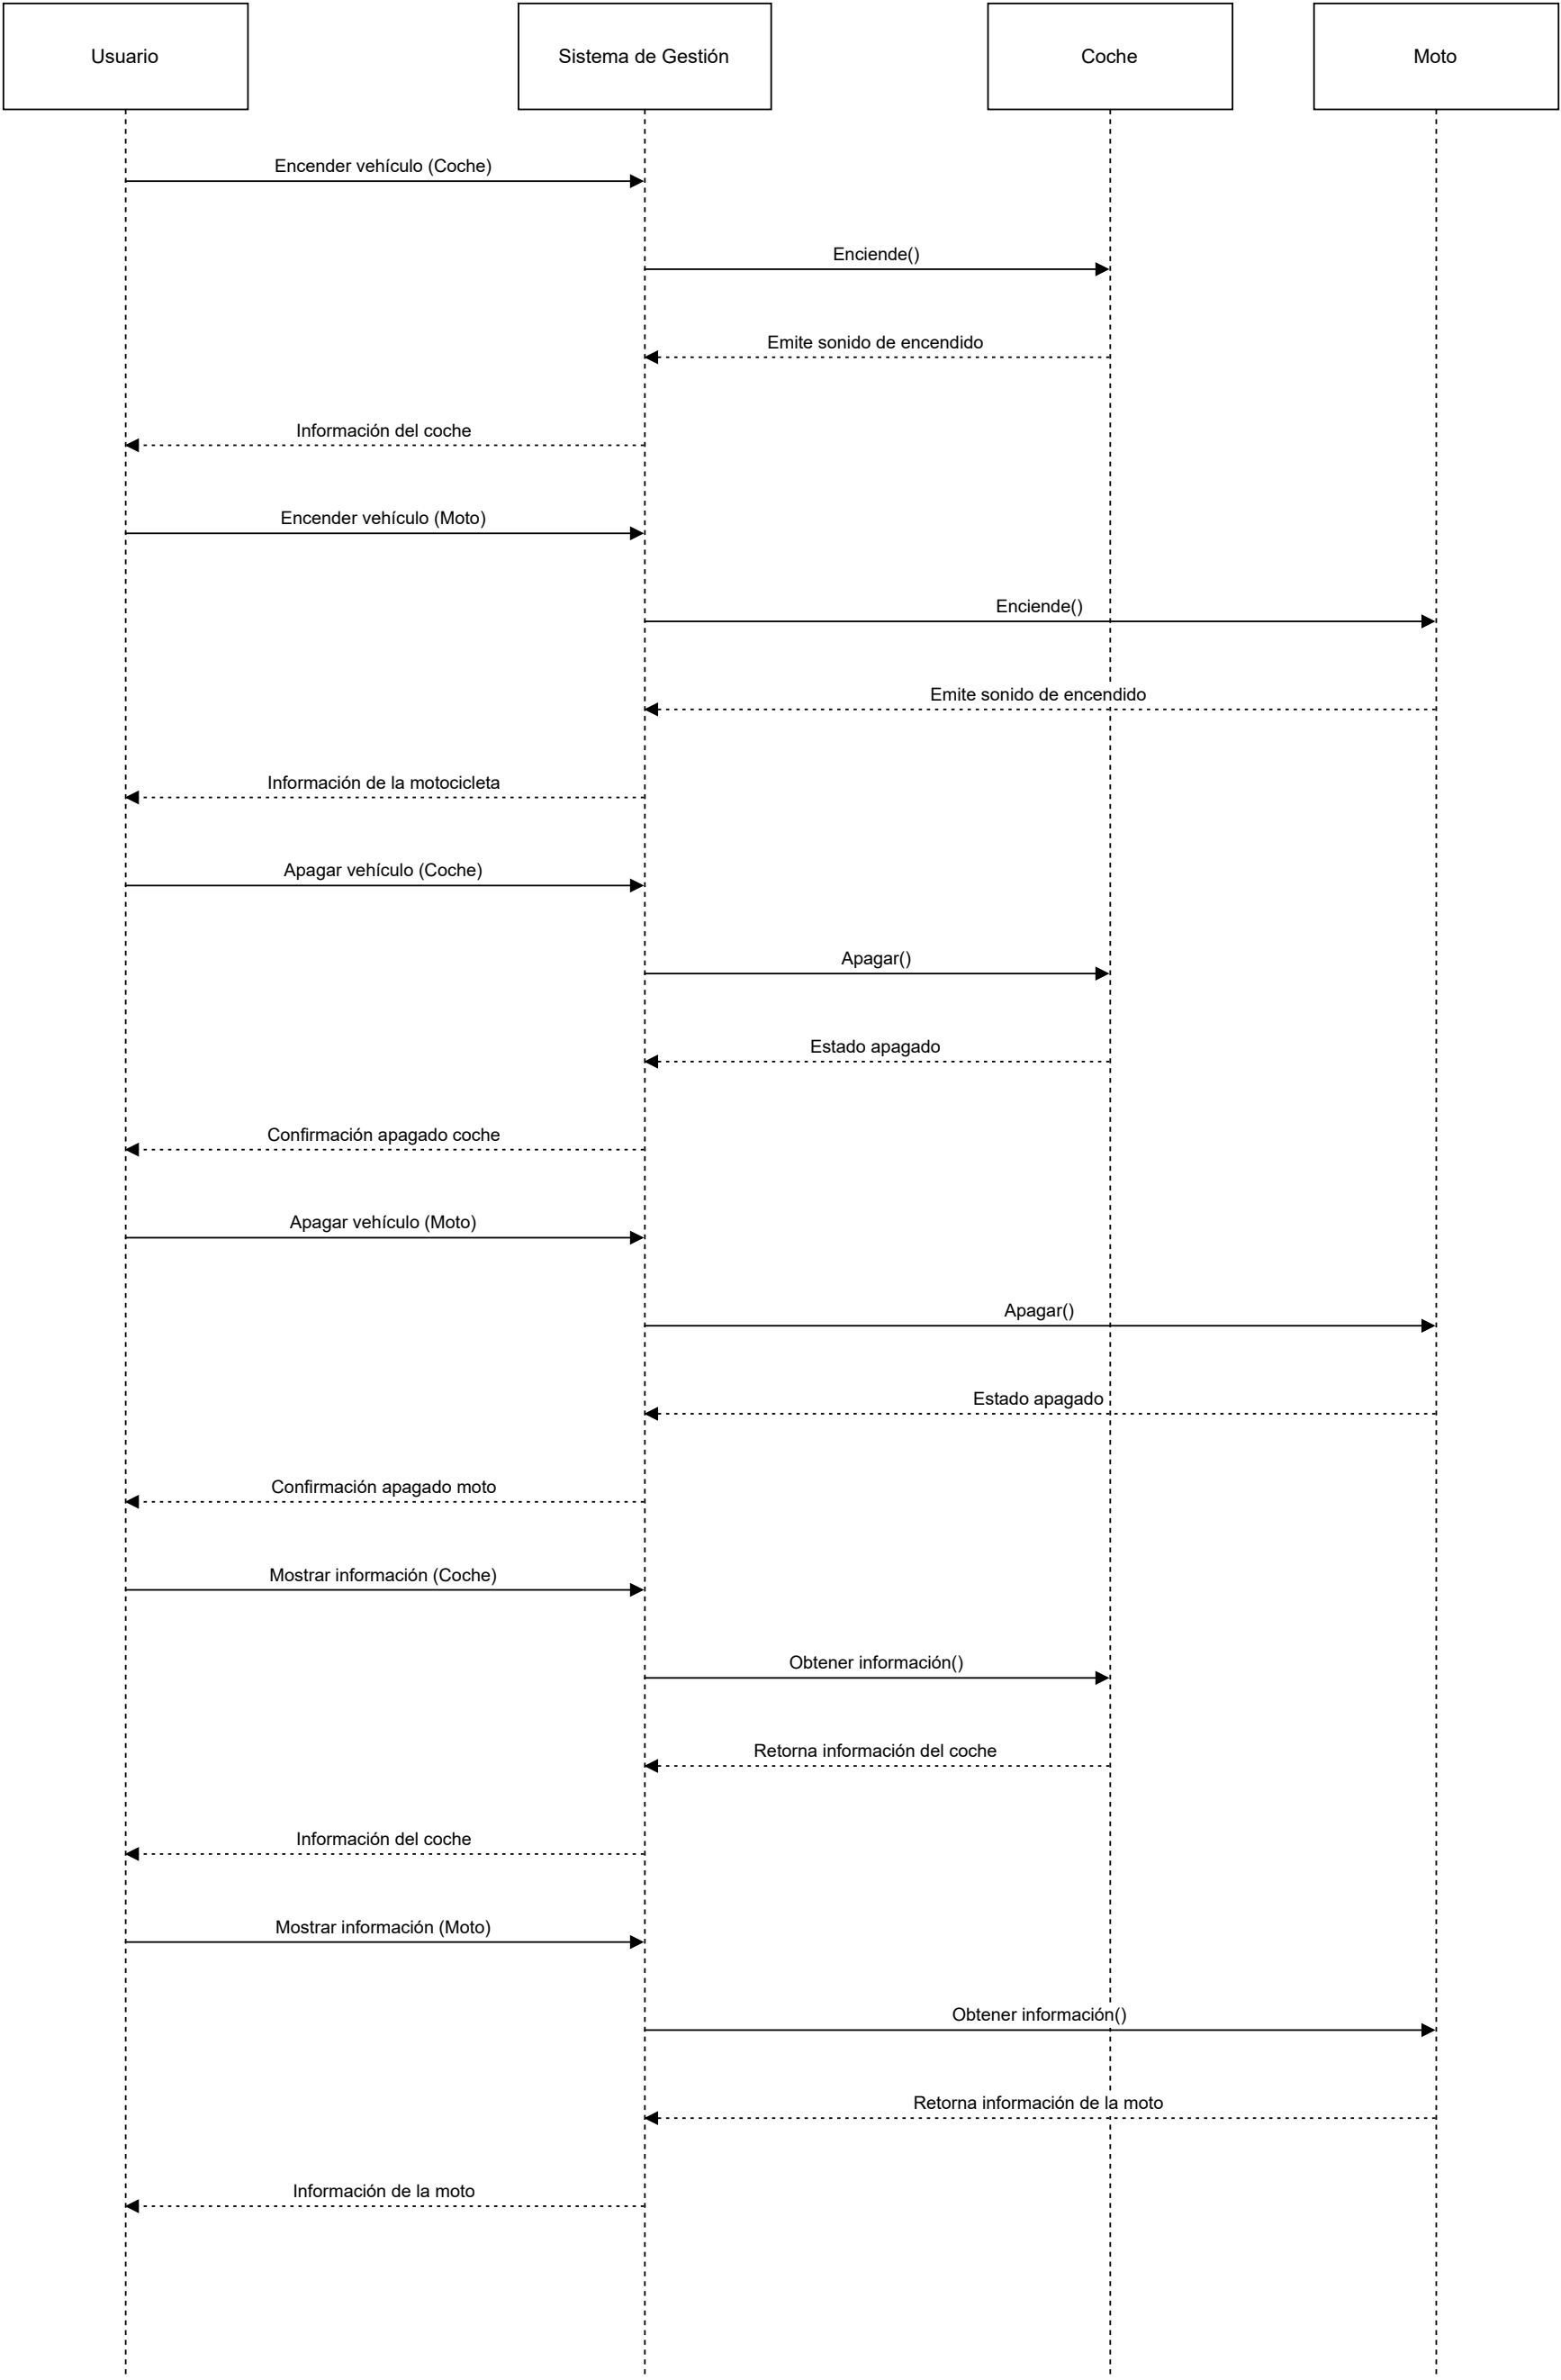 Usuario
Sistema de Gestión
Coche
Moto
Encender vehículo (Coche)
Enciende()
Emite sonido de encendido
Información del coche
Encender vehículo (Moto)
Enciende()
Emite sonido de encendido
Información de la motocicleta
Apagar vehículo (Coche)
Apagar()
Estado apagado
Confirmación apagado coche
Apagar vehículo (Moto)
Apagar()
Estado apagado
Confirmación apagado moto
Mostrar información (Coche)
Obtener información()
Retorna información del coche
Información del coche
Mostrar información (Moto)
Obtener información()
Retorna información de la moto
Información de la moto